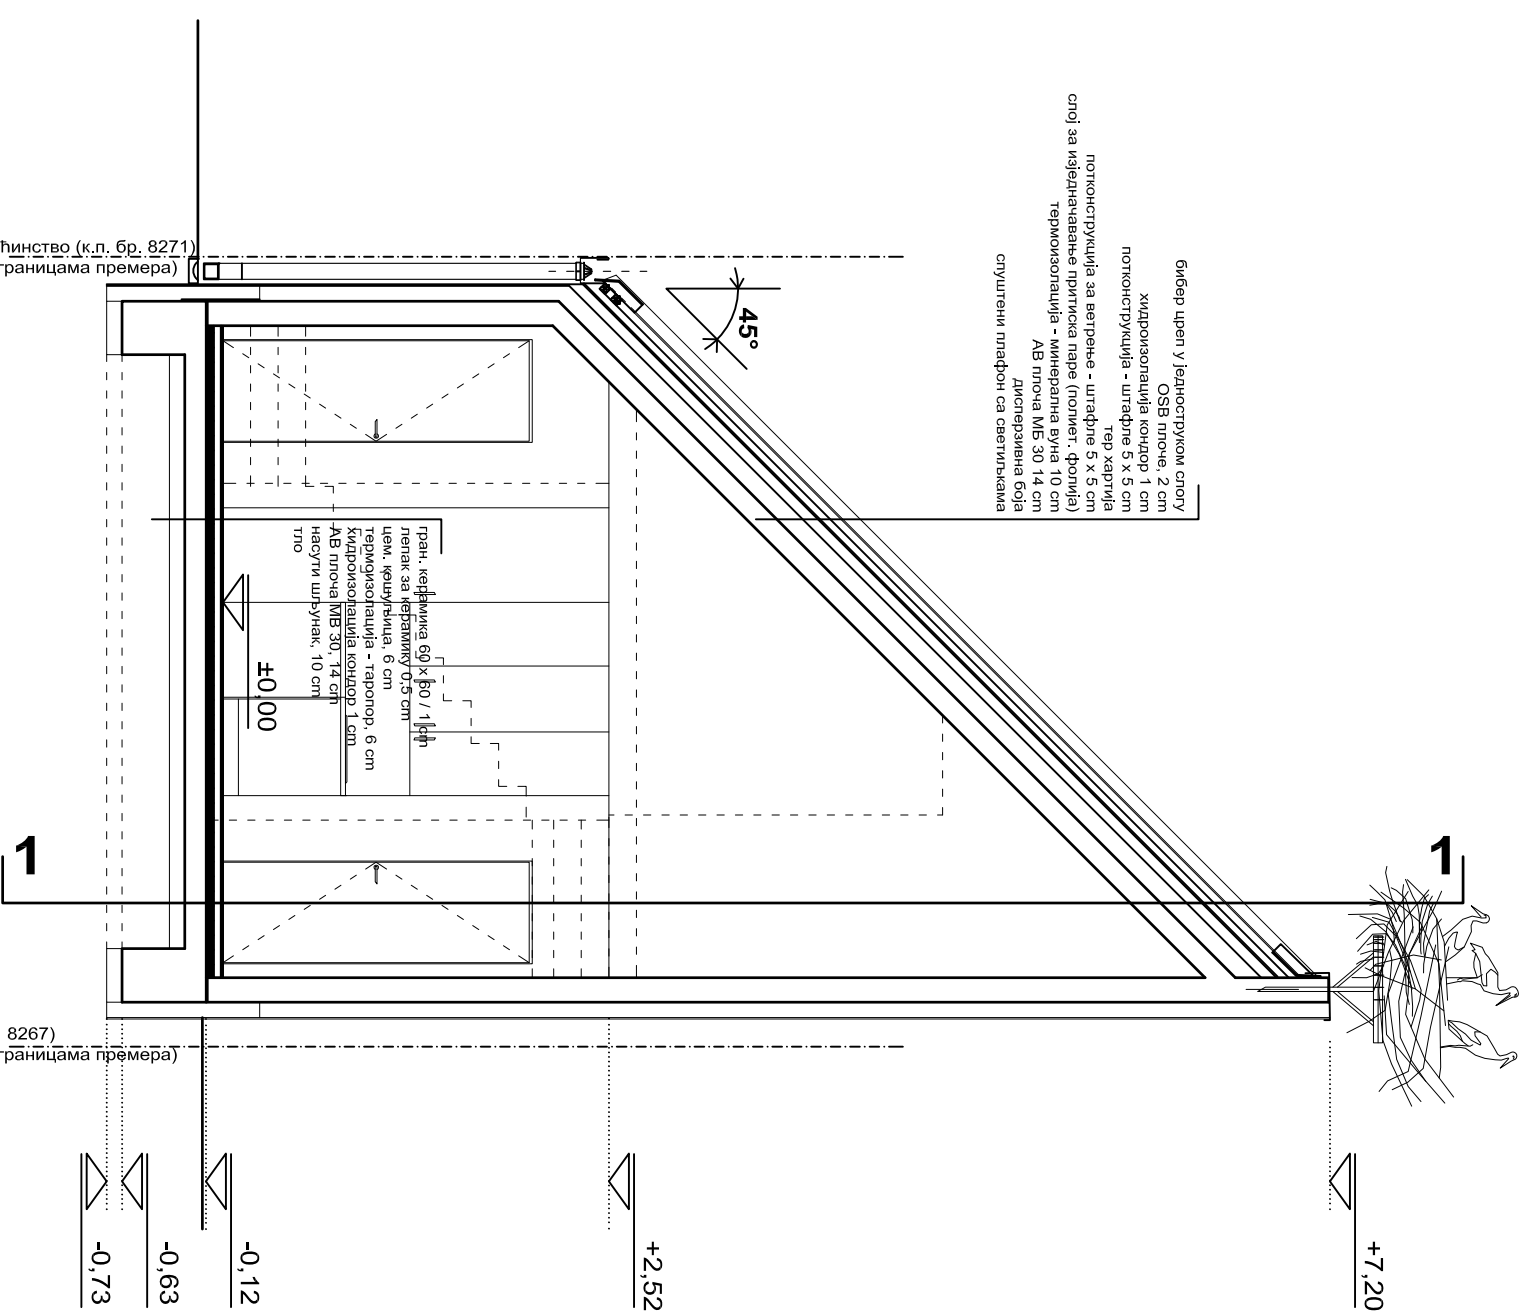 бибер цреп у једноструком слогу
OSB плоче, 2 cm
хидроизолација кондор 1 cm
потконструкција - штафле 5 x 5 cm
тер хартија
потконструкција за ветрење - штафле 5 x 5 cm
слој за изједначавање притиска паре (полиет. фолија)
термоизолација - минерална вуна 10 cm
АВ плоча МБ 30 14 cm
дисперзивна боја
спуштени плафон са светиљкама
45°
гран. керамика 60 x 60 / 1 cm
лепак за керамику 0,5 cm
цем. кошуљица, 6 cm
термоизолација - таропор, 6 cm
хидроизолација кондор 1 cm
АВ плоча МВ 30, 14 cm
насути шљунак, 10 cm
тло
±0,00
ћинство (к.п. бр. 8271)
границама премера)
8267)
границама премера)
1
1
+7,20
+2,52
-0,12
-0,63
-0,73